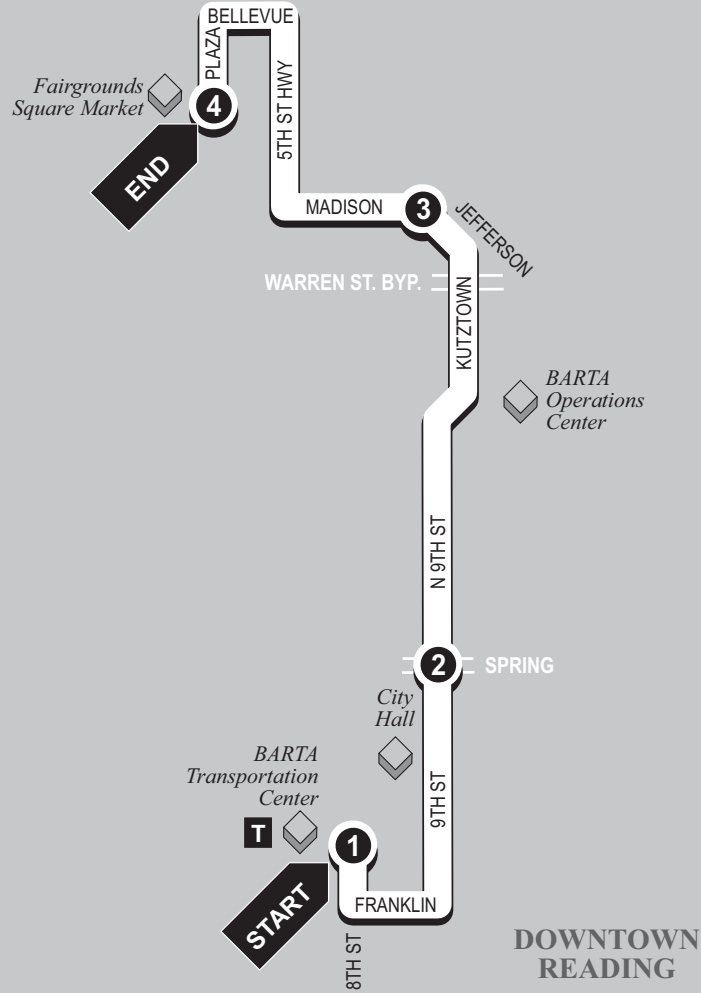 BELLEVUE
PLAZA
Fairgrounds
Square Market
4
END
5TH ST HWY
MADISON
3
JEFFERSON
WARREN ST. BYP.
KUTZTOWN
BARTA
Operations
Center
N 9TH ST
2
SPRING
City
Hall
9TH ST
BARTA
Transportation
Center
T
1
START
FRANKLIN
8TH ST
DOWNTOWN
READING